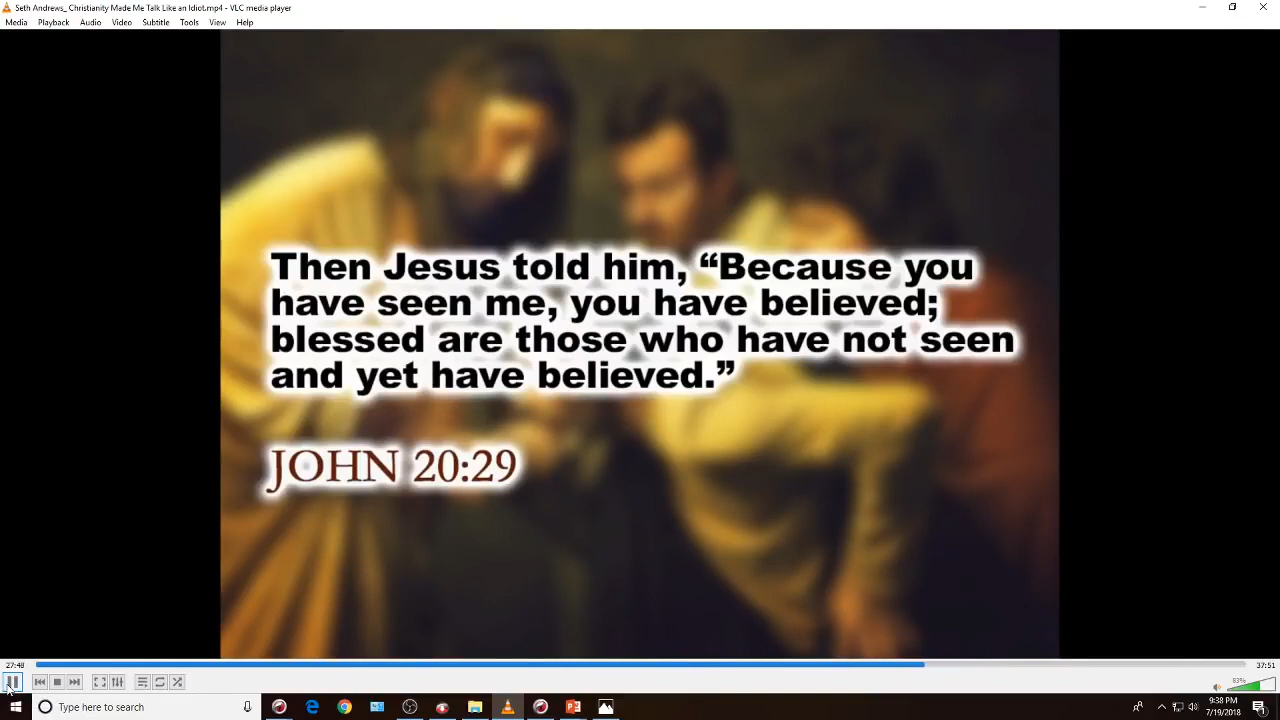 Seth Andrews_ Christianity Made Me Talk Like an Idiot.mp4 - VLC media player
Media Playback Audio Video Subtitle Tools View Help
Then Jesus told him, “Because you
have seen me, you have believed;
blessed are those who have not seen
and yet have believed.”
JOHN 20:29
27:48 37:51
83%
Type here to search
9:38 PM
7/19/2018